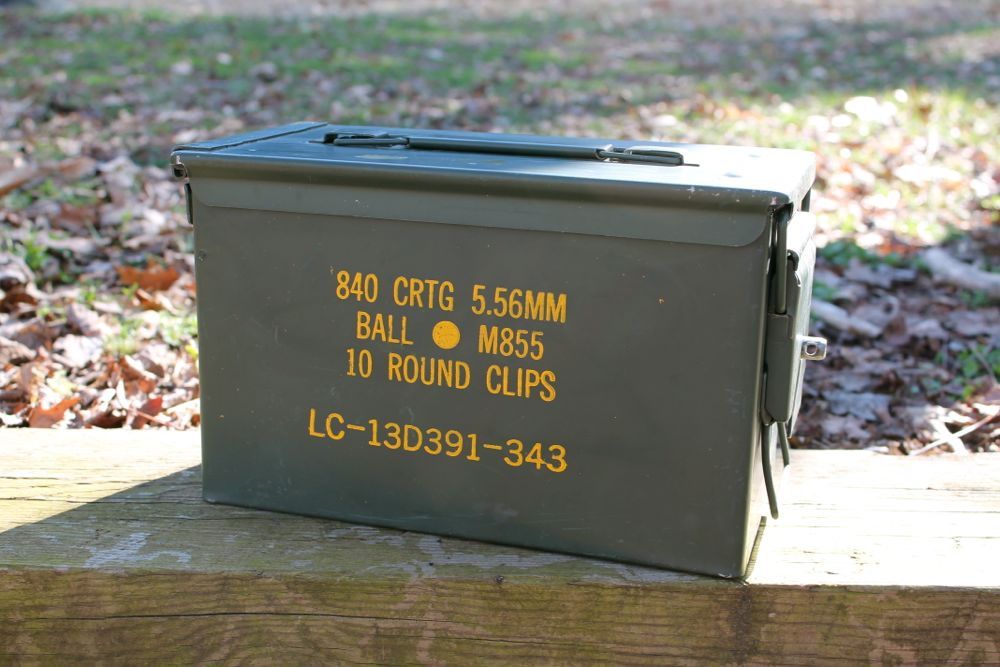 840 CRTG 5.56MM
BALL ● M855
10 ROUND CLIPS
LC-13D391-343